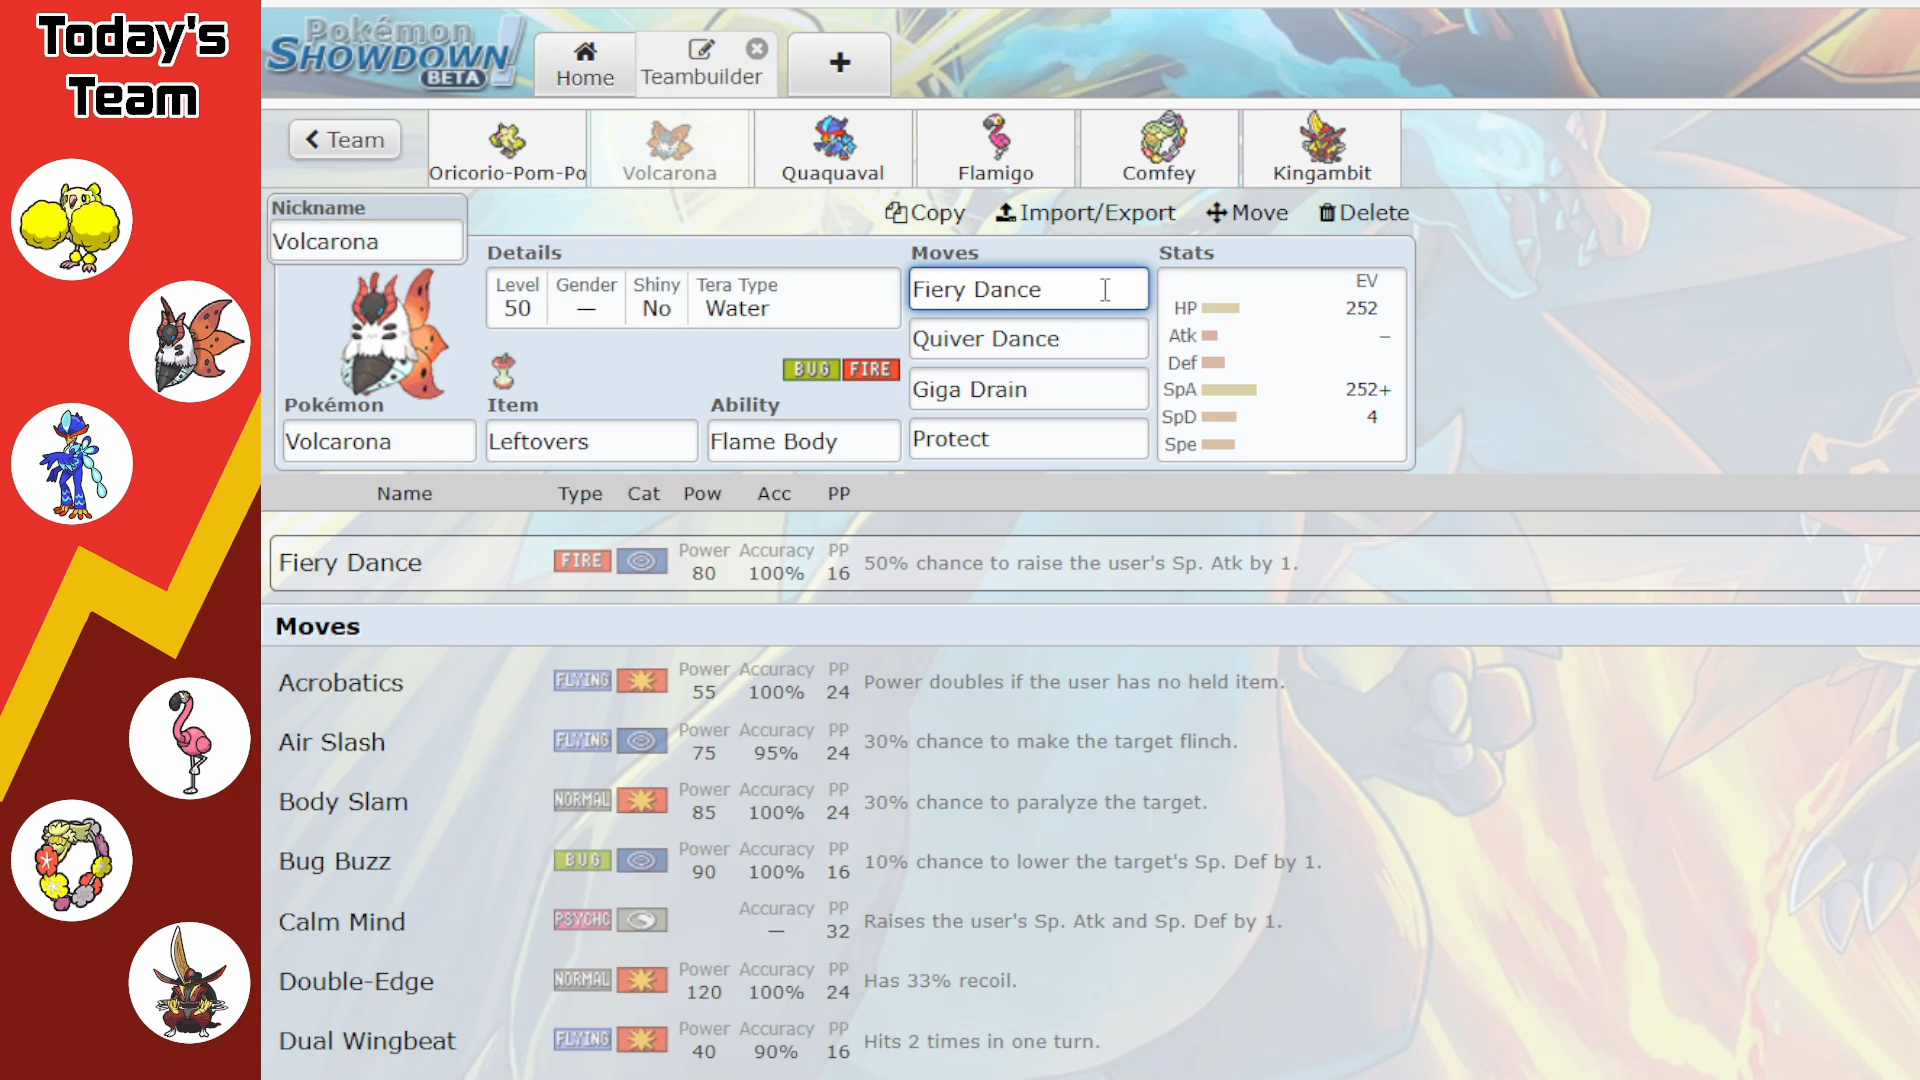 Today's
Team
Pokémon
SHOWDOWN!
BETA
Home
Teambuilder
+
Team
Oricorio-Pom-Po
Volcarona
Quaquaval
Flamigo
Comfey
Kingambit
Nickname
Volcarona
Copy
Import/Export
Move
Delete
Details
Level
50
Gender
—
Shiny
No
Tera Type
Water
BUG FIRE
Pokémon
Volcarona
Item
Leftovers
Ability
Flame Body
Moves
Fiery Dance
Quiver Dance
Giga Drain
Protect
Stats
EV
HP 252
Atk –
Def
SpA 252+
SpD 4
Spe
Name Type Cat Pow Acc PP
Fiery Dance FIRE Power 80 Accuracy 100% PP 16 50% chance to raise the user's Sp. Atk by 1.
Moves
Acrobatics FLYING Power 55 Accuracy 100% PP 24 Power doubles if the user has no held item.
Air Slash FLYING Power 75 Accuracy 95% PP 24 30% chance to make the target flinch.
Body Slam NORMAL Power 85 Accuracy 100% PP 24 30% chance to paralyze the target.
Bug Buzz BUG Power 90 Accuracy 100% PP 16 10% chance to lower the target's Sp. Def by 1.
Calm Mind PSYCHC Accuracy — PP 32 Raises the user's Sp. Atk and Sp. Def by 1.
Double-Edge NORMAL Power 120 Accuracy 100% PP 24 Has 33% recoil.
Dual Wingbeat FLYING Power 40 Accuracy 90% PP 16 Hits 2 times in one turn.